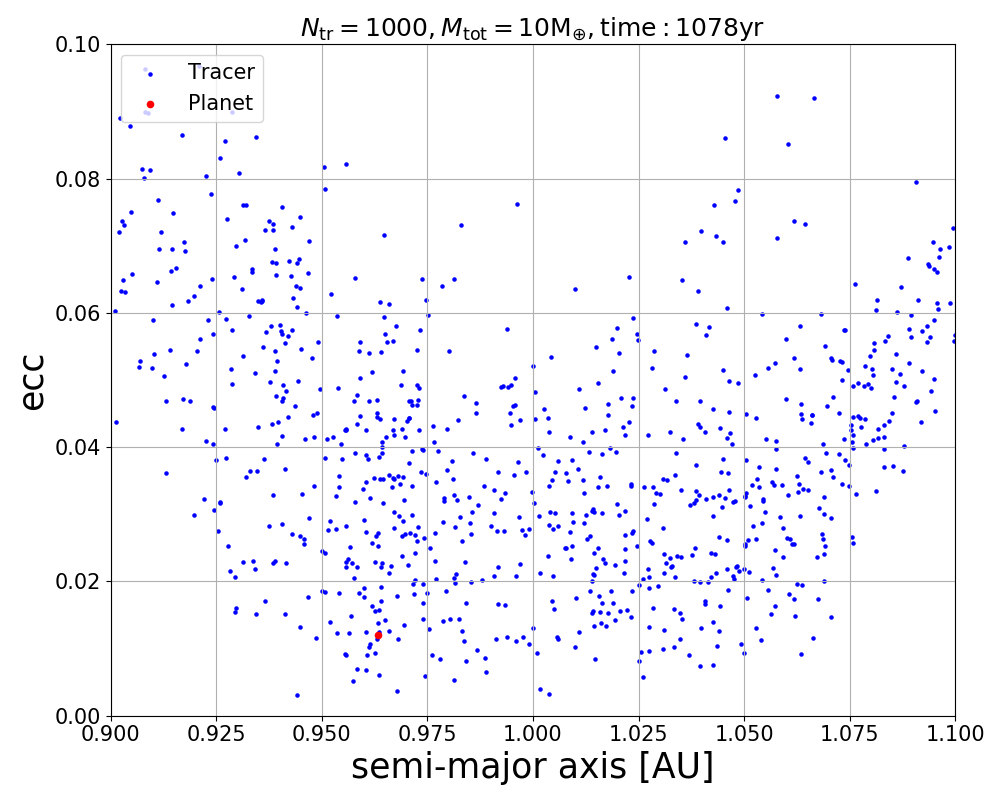 N_tr = 1000, M_tot = 10M_⊕, time : 1078yr
Tracer
Planet
0.10
0.08
0.06
0.04
0.02
0.00
ecc
0.900 0.925 0.950 0.975 1.000 1.025 1.050 1.075 1.100
semi-major axis [AU]